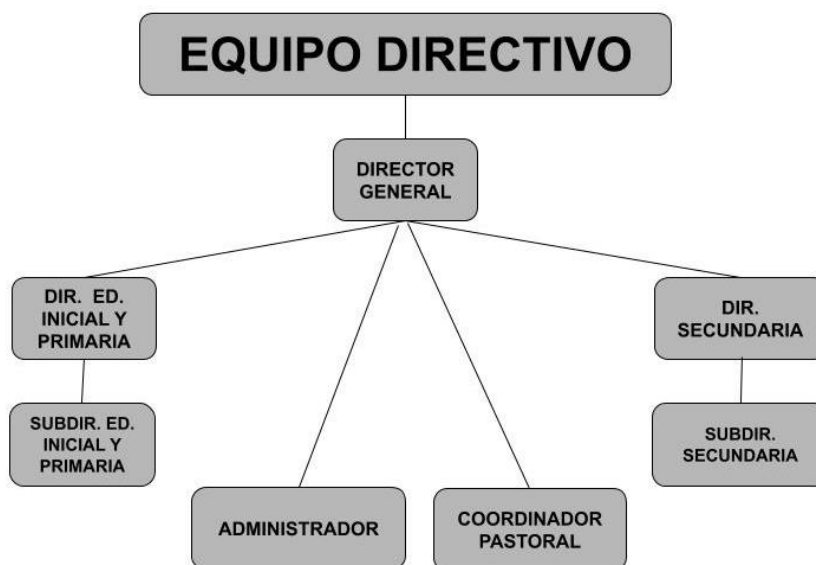 EQUIPO DIRECTIVO
DIRECTOR
GENERAL
DIR. ED.
INICIAL Y
PRIMARIA
DIR.
SECUNDARIA
SUBDIR. ED.
INICIAL Y
PRIMARIA
SUBDIR.
SECUNDARIA
ADMINISTRADOR
COORDINADOR
PASTORAL